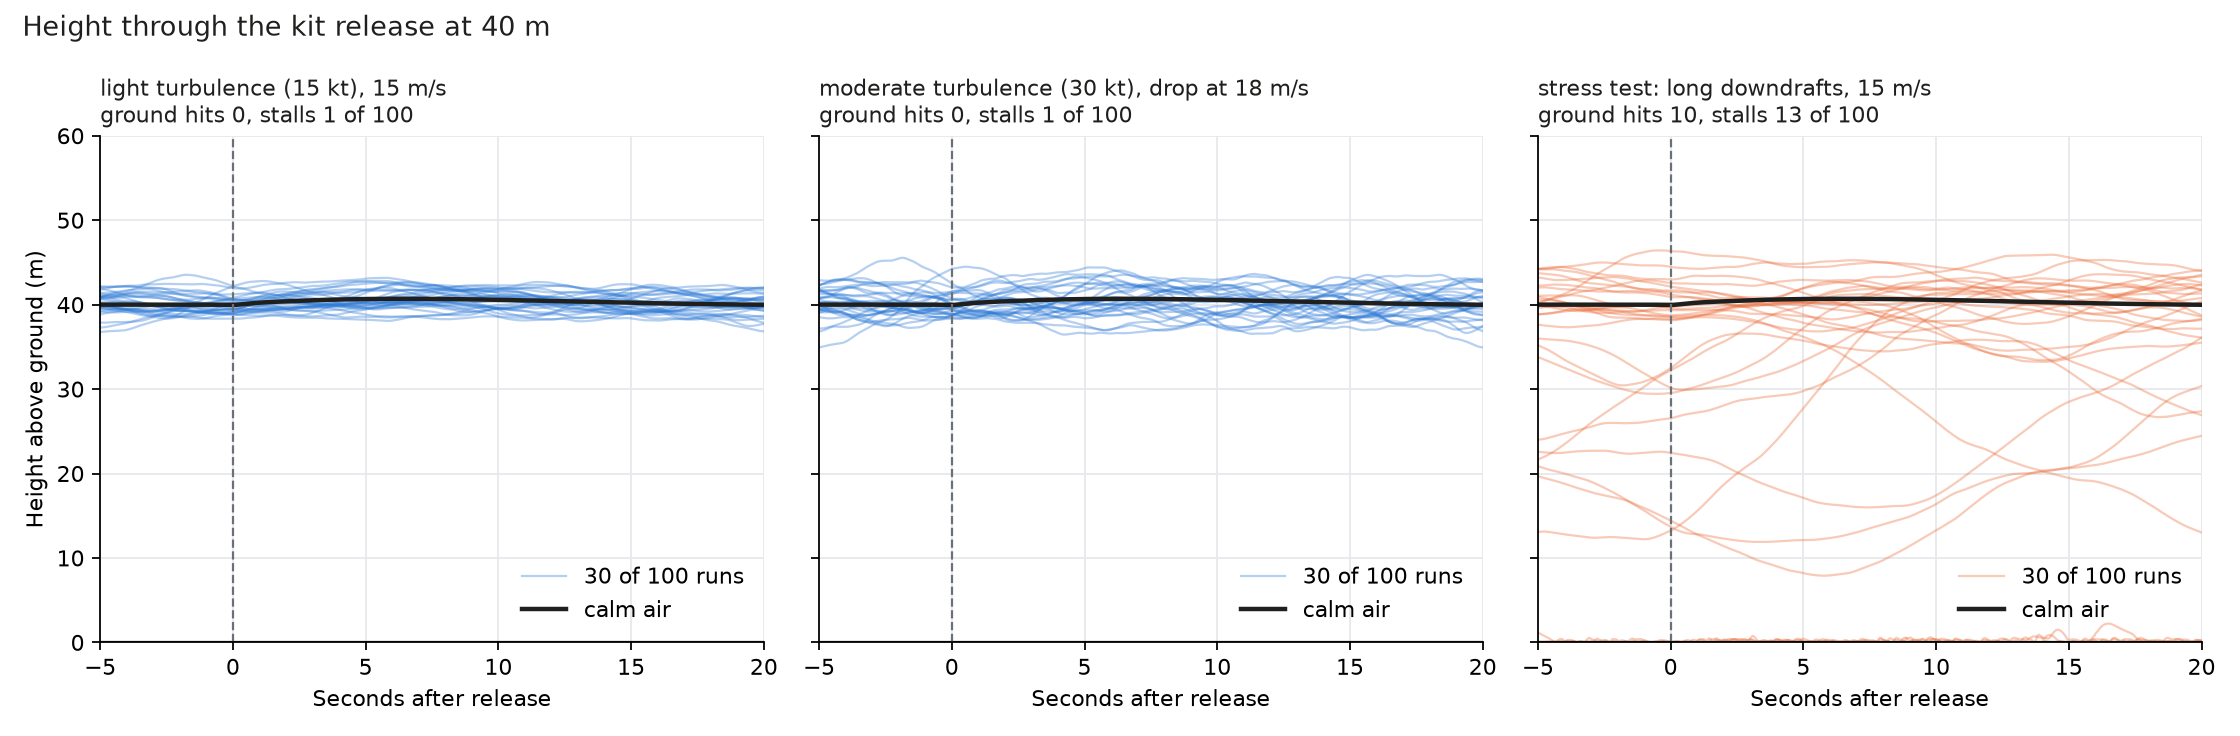 Height through the kit release at 40 m
light turbulence (15 kt), 15 m/s
ground hits 0, stalls 1 of 100
60
50
40
30
20
10
0
Height above ground (m)
30 of 100 runs
calm air
−5 0 5 10 15 20
Seconds after release
moderate turbulence (30 kt), drop at 18 m/s
ground hits 0, stalls 1 of 100
30 of 100 runs
calm air
−5 0 5 10 15 20
Seconds after release
stress test: long downdrafts, 15 m/s
ground hits 10, stalls 13 of 100
30 of 100 runs
calm air
−5 0 5 10 15 20
Seconds after release